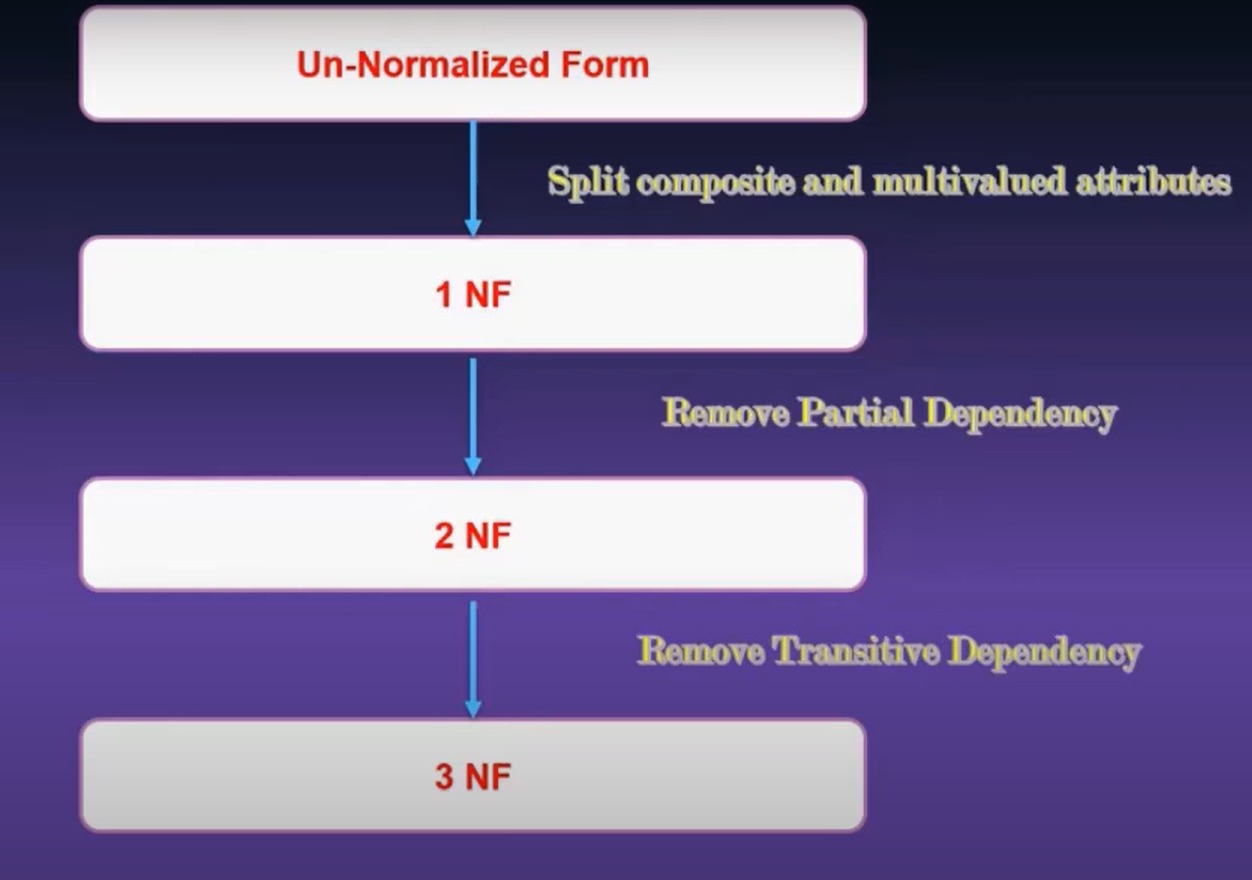 Un-Normalized Form
Split composite and multivalued attributes
1 NF
Remove Partial Dependency
2 NF
Remove Transitive Dependency
3 NF